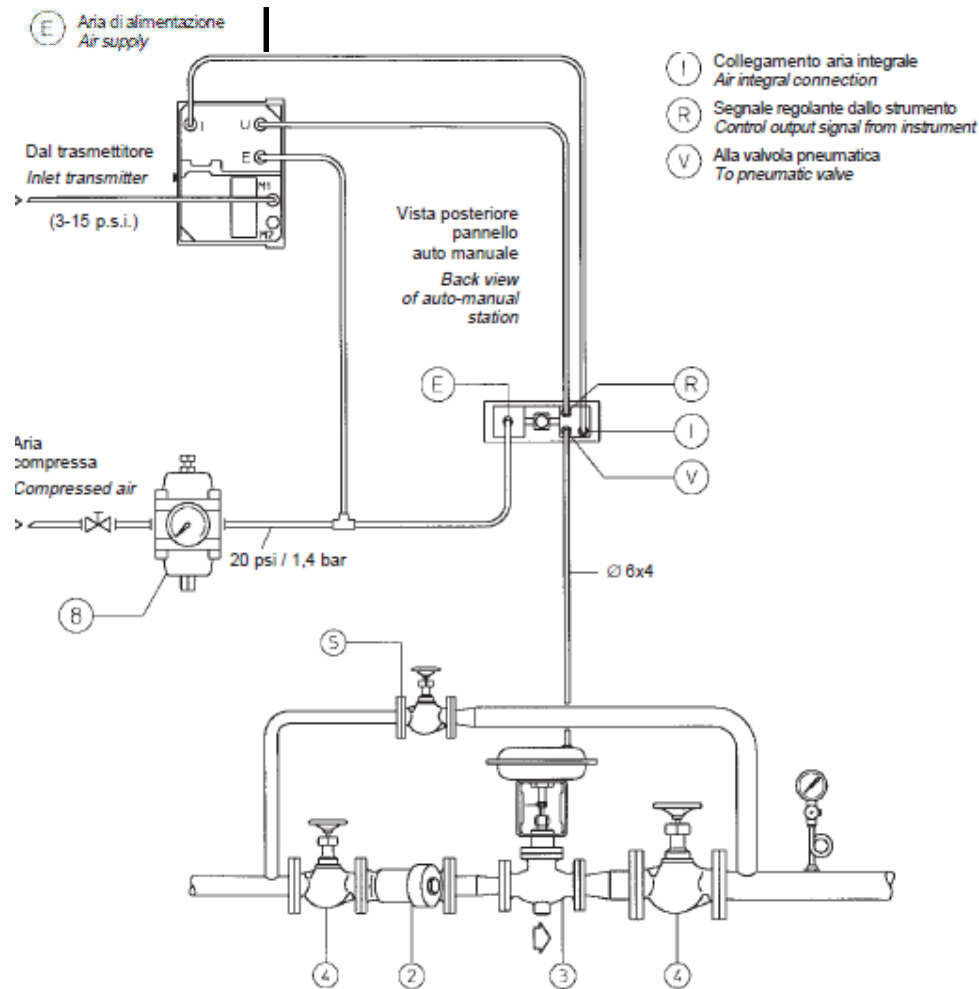 E
Aria di alimentazione
Air supply
I
Collegamento aria integrale
Air integral connection
R
Segnale regolante dallo strumento
Control output signal from instrument
V
Alla valvola pneumatica
To pneumatic valve
I
U
E
M1
M2
Dal trasmettitore
Inlet transmitter
(3-15 p.s.i.)
Vista posteriore
pannello
auto manuale
Back view
of auto-manual
station
E
R
I
V
Aria
compressa
Compressed air
20 psi / 1,4 bar
Ø 6x4
8
5
4
2
3
4